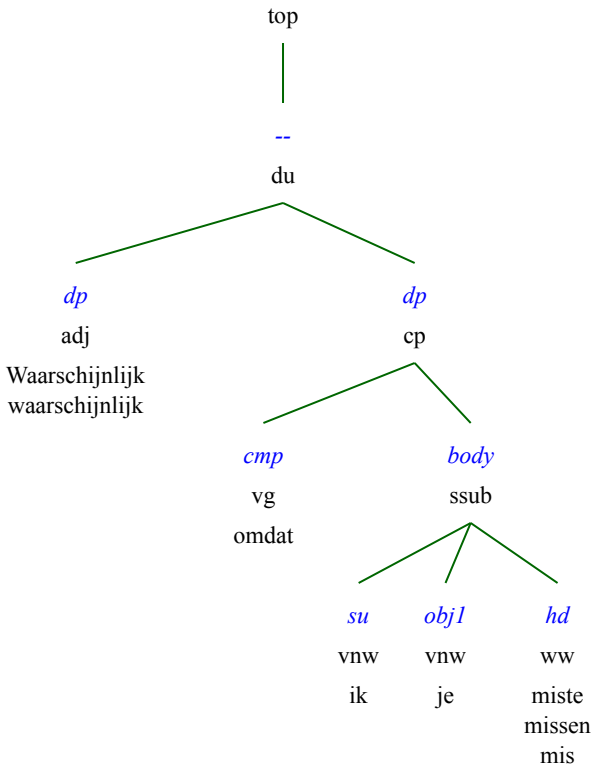 top
--
du
dp dp
adj cp
Waarschijnlijk
waarschijnlijk
cmp body
vg ssub
omdat
su obj1 hd
vnw vnw ww
ik je miste
missen
mis